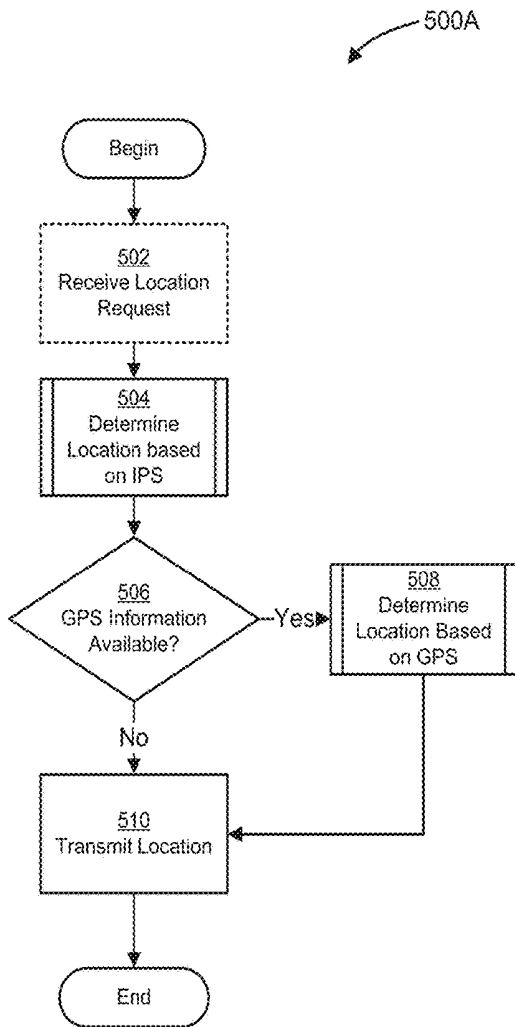 500A
Begin
502
Receive Location
Request
504
Determine
Location based
on IPS
506
GPS Information
Available?
Yes
508
Determine
Location Based
on GPS
No
510
Transmit Location
End